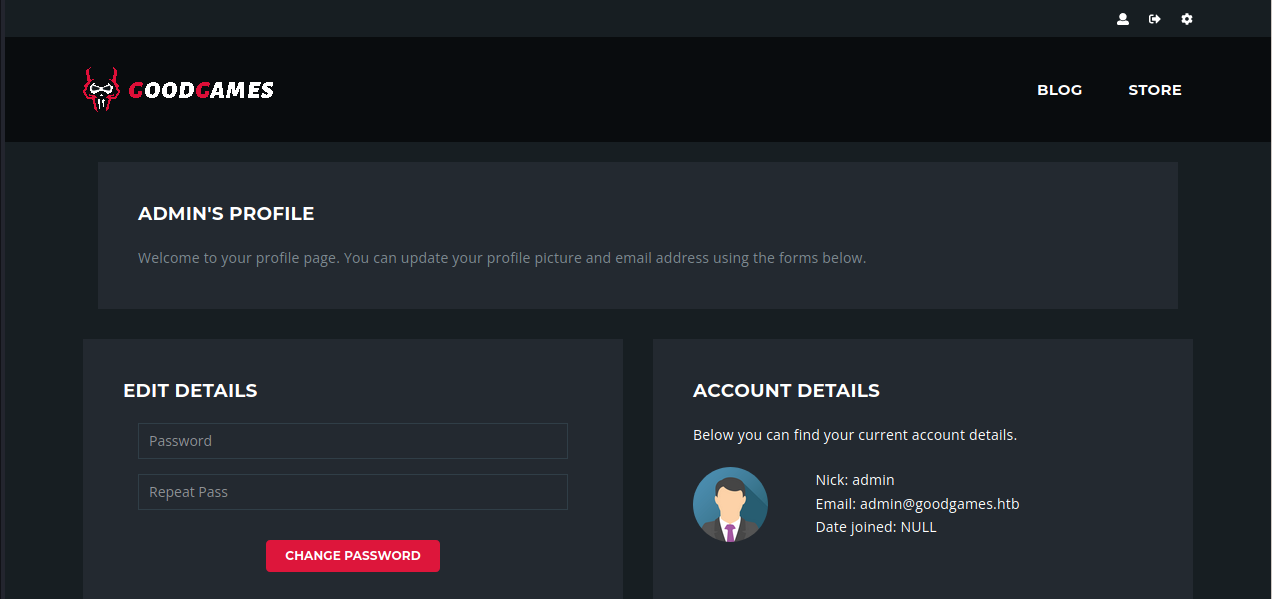 GOODGAMES
BLOG
STORE
ADMIN'S PROFILE
Welcome to your profile page. You can update your profile picture and email address using the forms below.
EDIT DETAILS
Password
Repeat Pass
CHANGE PASSWORD
ACCOUNT DETAILS
Below you can find your current account details.
Nick: admin
Email: admin@goodgames.htb
Date joined: NULL